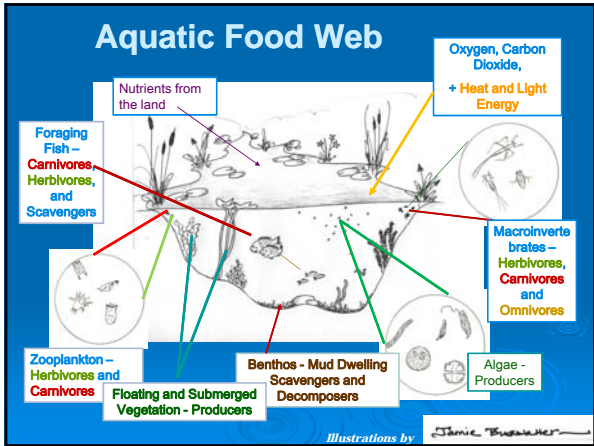 Aquatic Food Web
Oxygen, Carbon
Dioxide,
+ Heat and Light
Energy
Nutrients from
the land
Foraging
Fish –
Carnivores,
Herbivores,
and
Scavengers
Macroinverte
brates –
Herbivores,
Carnivores
and
Omnivores
Zooplankton –
Herbivores and
Carnivores
Floating and Submerged
Vegetation - Producers
Benthos - Mud Dwelling
Scavengers and
Decomposers
Algae -
Producers
Illustrations by
Jamie